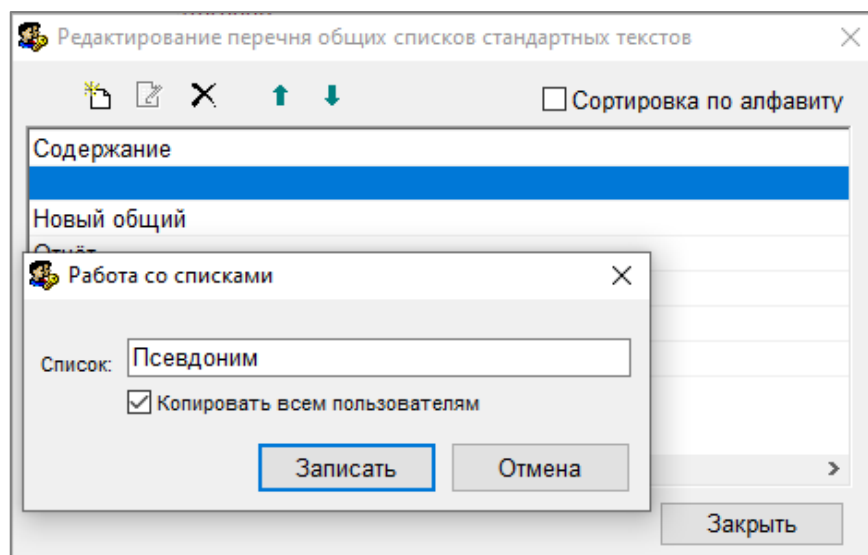 Редактирование перечня общих списков стандартных текстов
Сортировка по алфавиту
Содержание
Новый общий
Отчёт
Работа со списками
Список: Псевдоним
Копировать всем пользователям
Записать Отмена
Закрыть